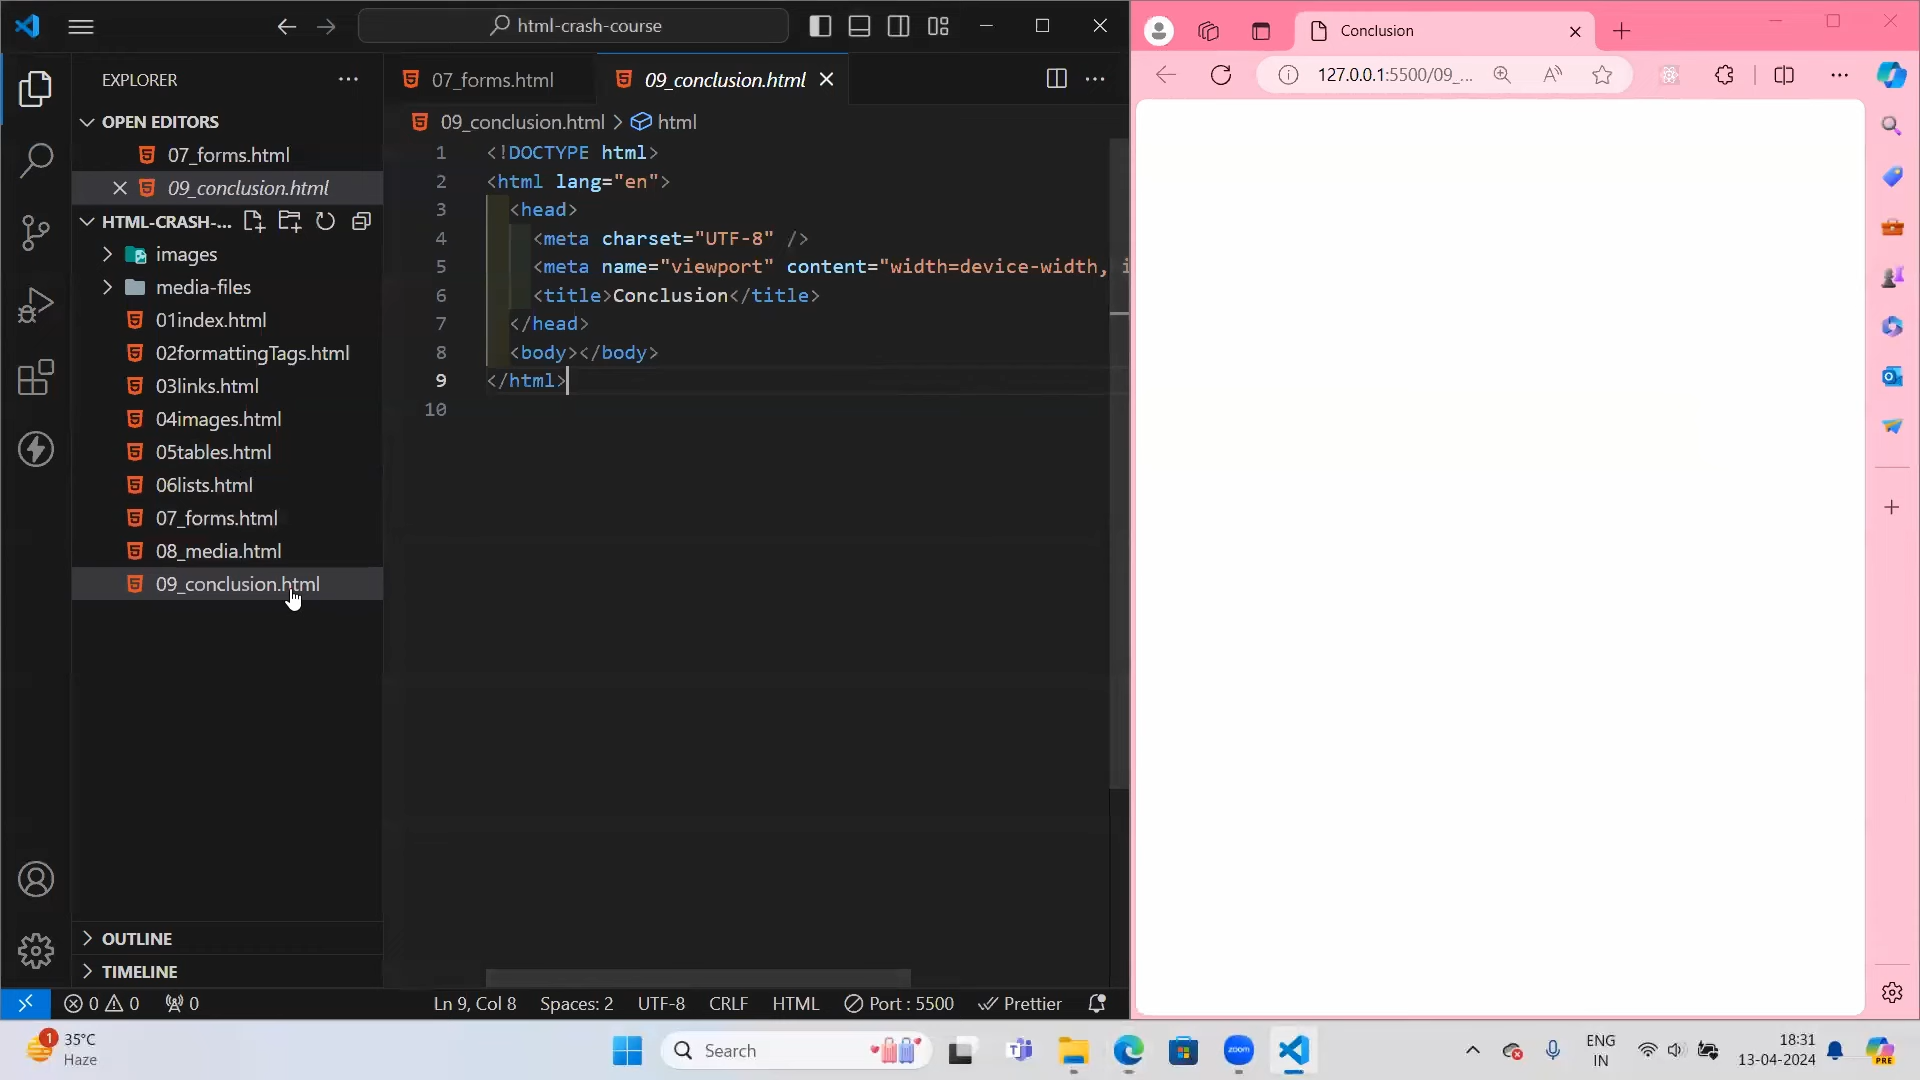 html-crash-course
EXPLORER
OPEN EDITORS
07_forms.html
09_conclusion.html
HTML-CRASH-...
images
media-files
01index.html
02formattingTags.html
03links.html
04images.html
05tables.html
06lists.html
07_forms.html
08_media.html
09_conclusion.html
OUTLINE
TIMELINE
07_forms.html
09_conclusion.html
09_conclusion.html > html
1 <!DOCTYPE html>
2 <html lang="en">
3 <head>
4 <meta charset="UTF-8" />
5 <meta name="viewport" content="width=device-width, i
6 <title>Conclusion</title>
7 </head>
8 <body></body>
9 </html>
10
0 0 0
Ln 9, Col 8 Spaces: 2 UTF-8 CRLF HTML Port : 5500 Prettier
Conclusion
127.0.0.1:5500/09_...
1 35°C
Haze
Search
zoom
ENG
IN
18:31
13-04-2024
PRE